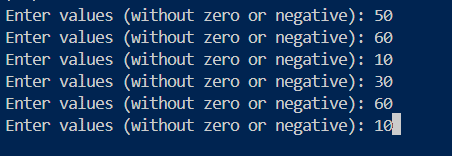 Enter values (without zero or negative): 50
Enter values (without zero or negative): 60
Enter values (without zero or negative): 10
Enter values (without zero or negative): 30
Enter values (without zero or negative): 60
Enter values (without zero or negative): 10